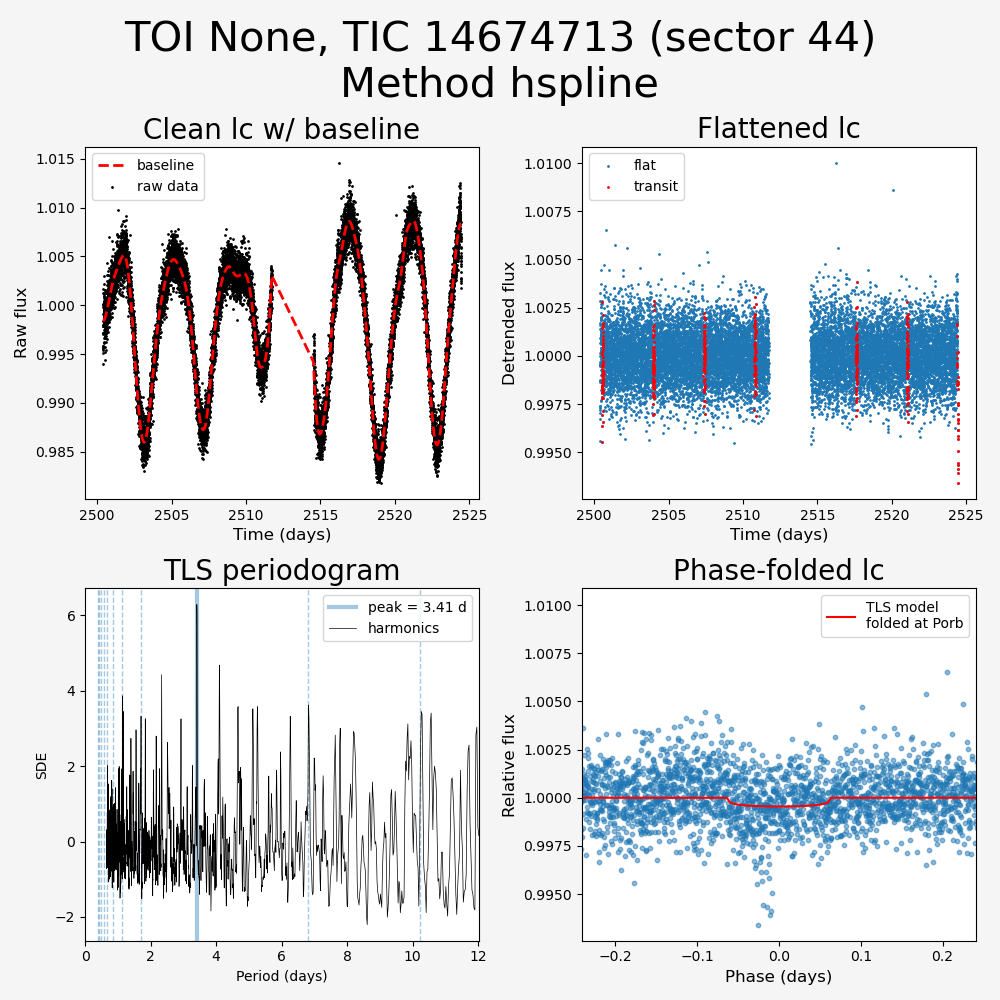 TOI None, TIC 14674713 (sector 44)
Method hspline
Clean lc w/ baseline
Flattened lc
baseline
raw data
flat
transit
1.015
1.010
1.005
1.000
0.995
0.990
0.985
Raw flux
2500
2505
2510
2515
2520
2525
Time (days)
1.0100
1.0075
1.0050
1.0025
1.0000
0.9975
0.9950
Detrended flux
2500
2505
2510
2515
2520
2525
Time (days)
TLS periodogram
Phase-folded lc
peak = 3.41 d
harmonics
TLS model
folded at Porb
6
4
2
0
−2
SDE
0
2
4
6
8
10
12
Period (days)
1.0100
1.0075
1.0050
1.0025
1.0000
0.9975
0.9950
Relative flux
−0.2
−0.1
0.0
0.1
0.2
Phase (days)